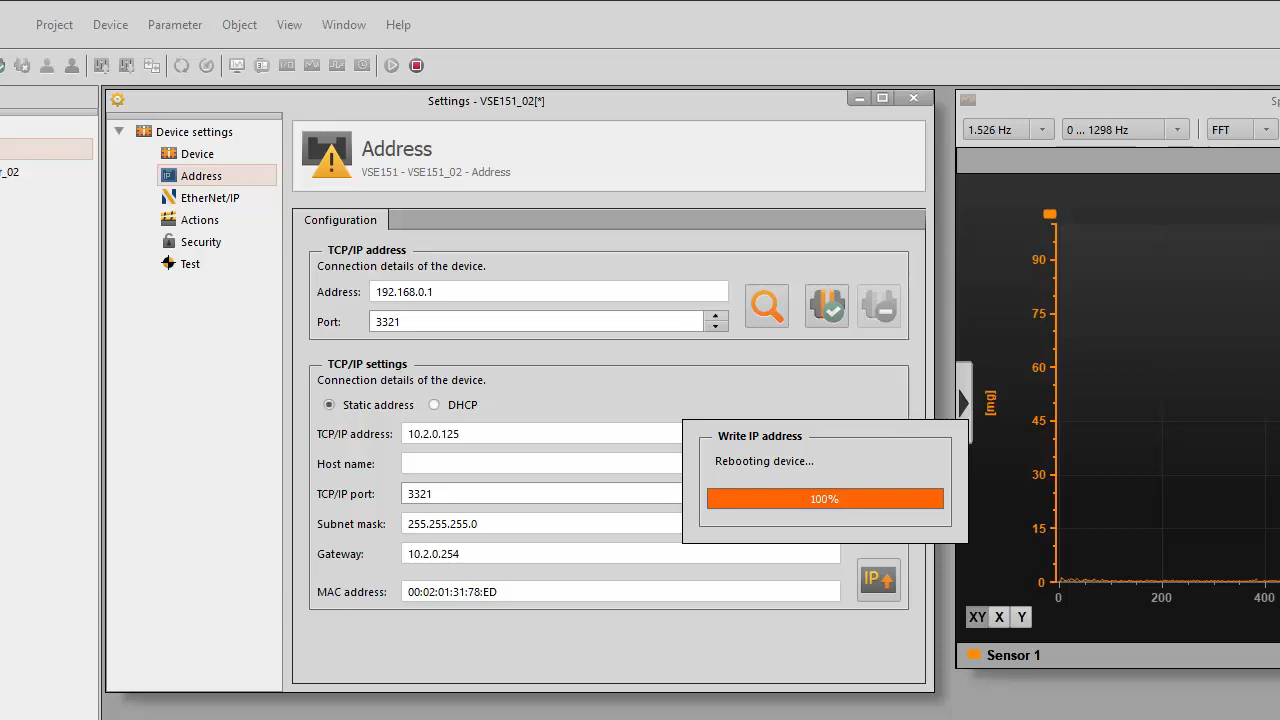 Project Device Parameter Object View Window Help
Settings - VSE151_02[*]
Device settings
Device
Address
EtherNet/IP
Actions
Security
Test
r_02
Address
VSE151 - VSE151_02 - Address
Configuration
TCP/IP address
Connection details of the device.
Address: 192.168.0.1
Port: 3321
TCP/IP settings
Connection details of the device.
Static address DHCP
TCP/IP address: 10.2.0.125
Host name:
TCP/IP port: 3321
Subnet mask: 255.255.255.0
Gateway: 10.2.0.254
MAC address: 00:02:01:31:78:ED
IP
Write IP address
Rebooting device...
100%
Sp
1.526 Hz 0 ... 1298 Hz FFT
90
75
60
45
30
15
0
[mg]
0 200 400
XY X Y
Sensor 1